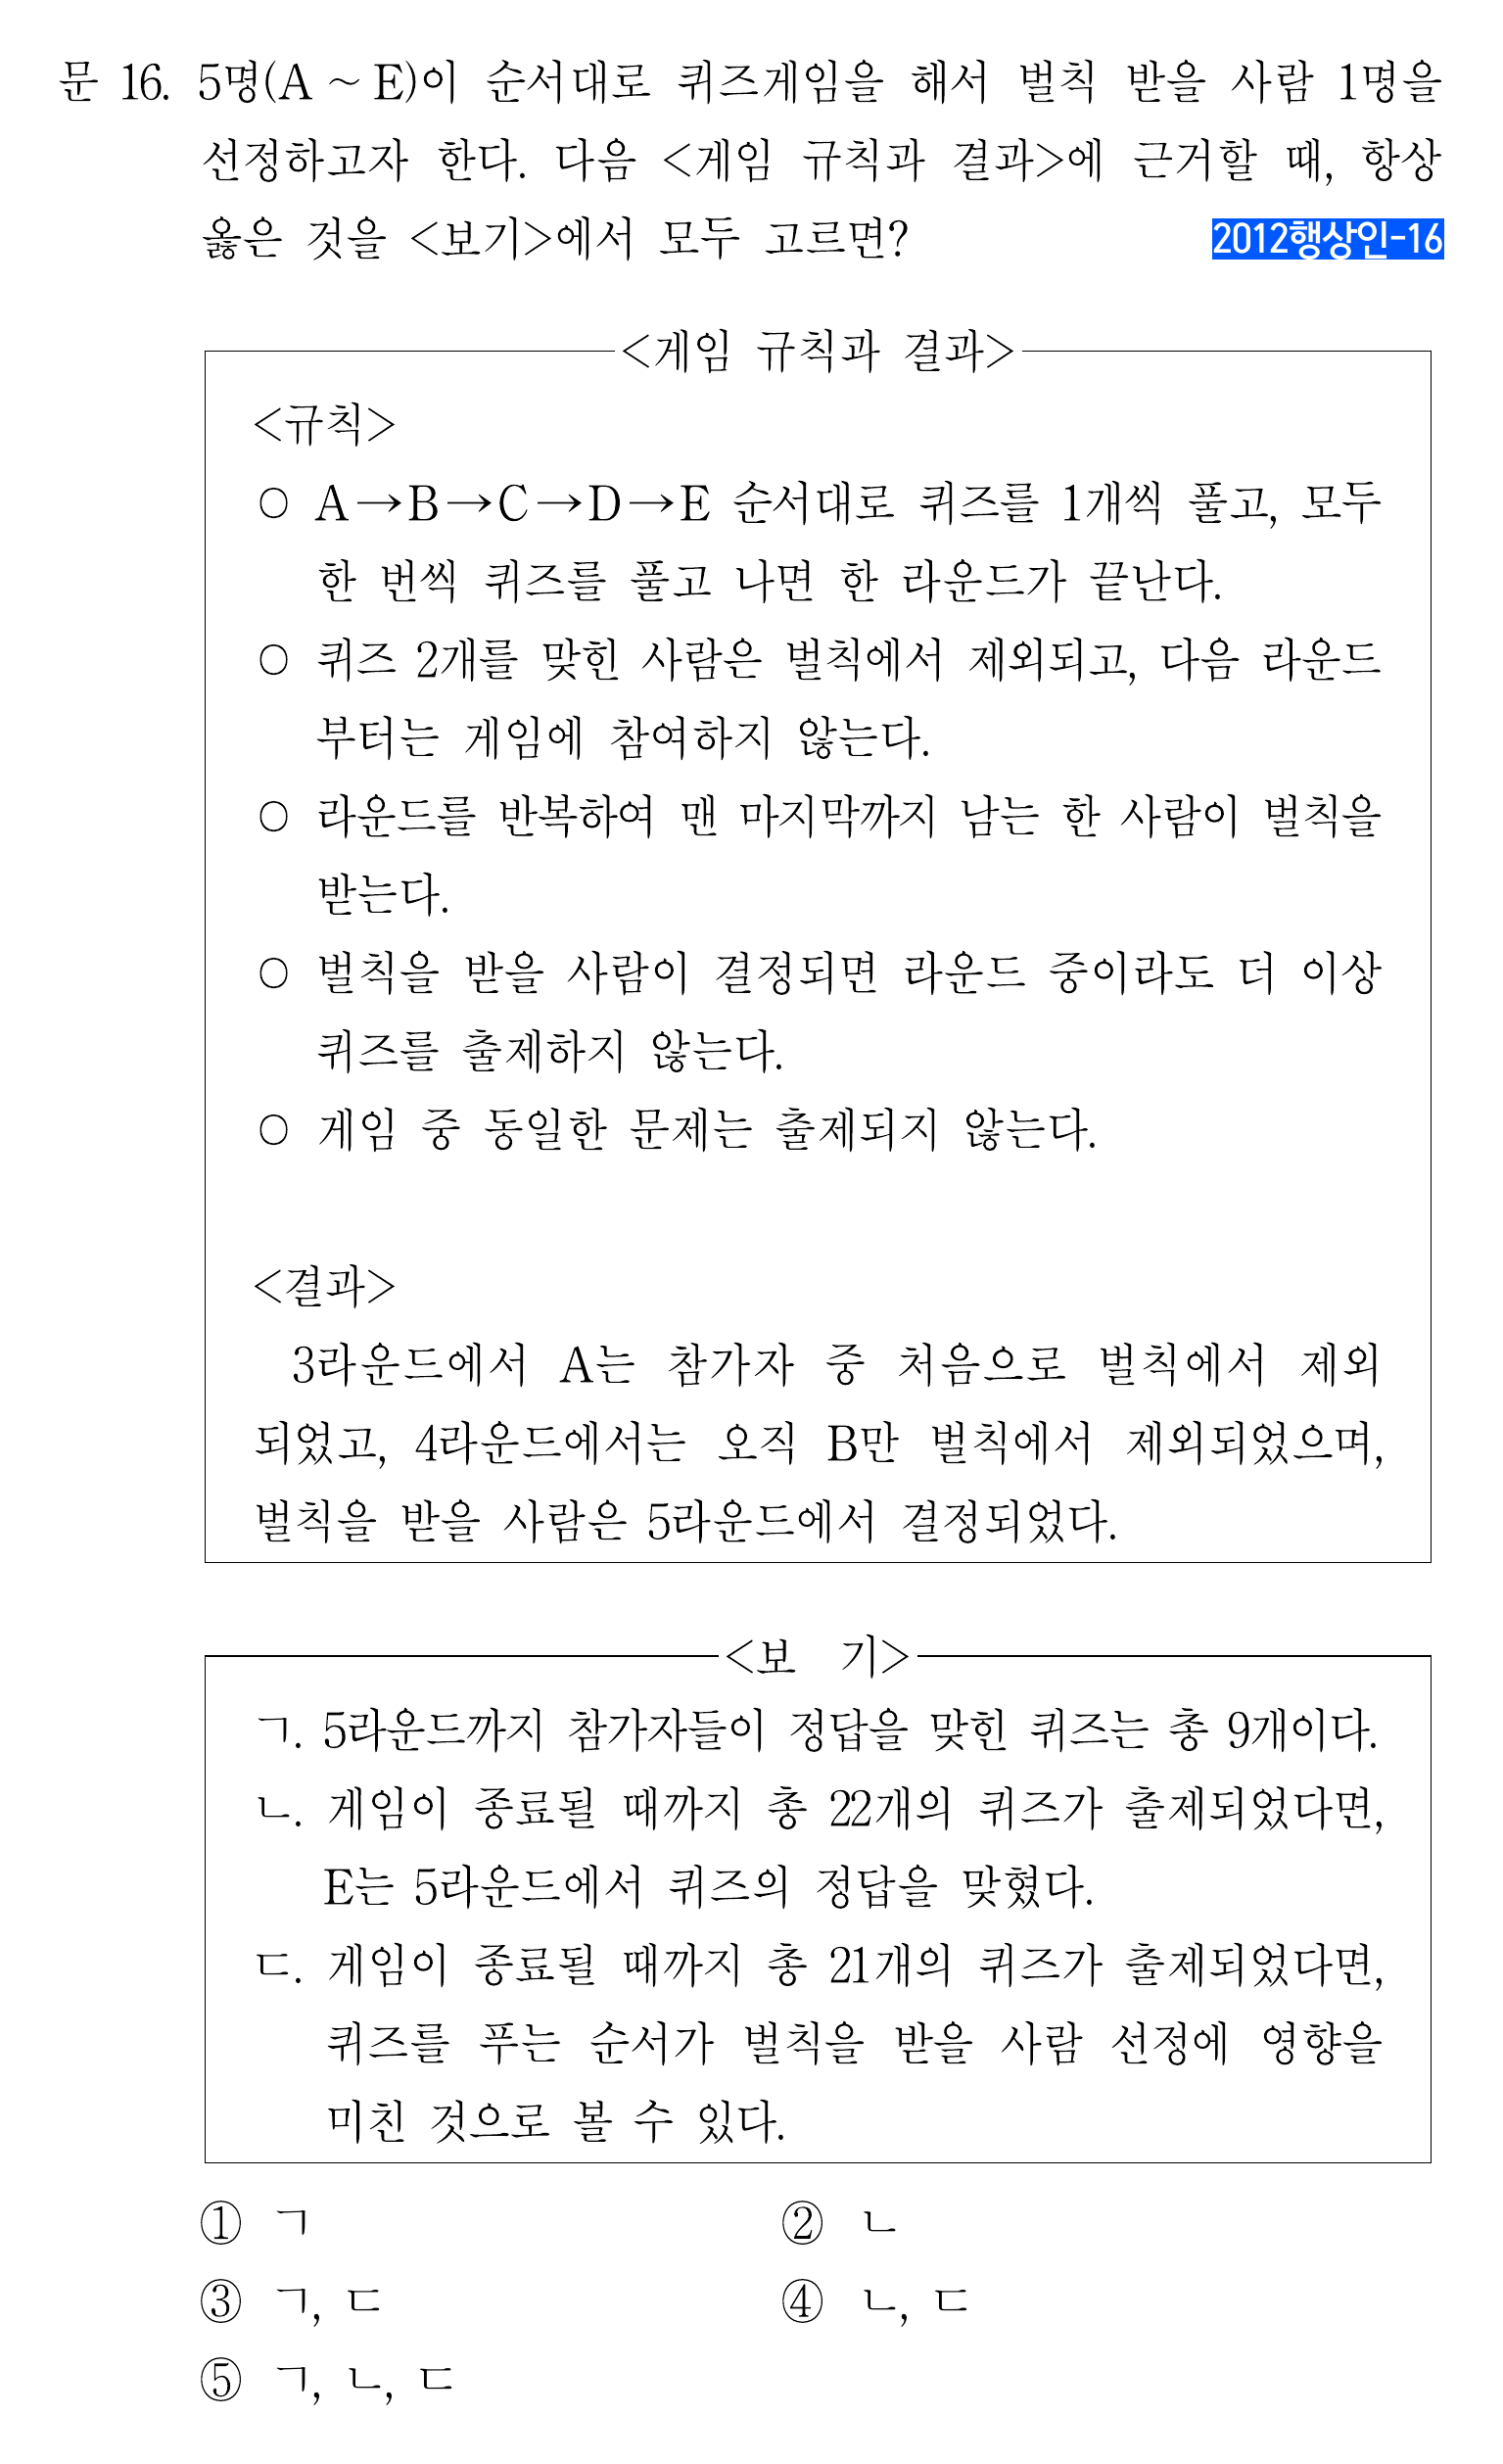 문 16. 5명(A ~ E)이 순서대로 퀴즈게임을 해서 벌칙 받을 사람 1명을
선정하고자 한다. 다음 <게임 규칙과 결과>에 근거할 때, 항상
옳은 것을 <보기>에서 모두 고르면?
2012행상인-16
<게임 규칙과 결과>
<규칙>
○ A→B→C→D→E 순서대로 퀴즈를 1개씩 풀고, 모두
한 번씩 퀴즈를 풀고 나면 한 라운드가 끝난다.
○ 퀴즈 2개를 맞힌 사람은 벌칙에서 제외되고, 다음 라운드
부터는 게임에 참여하지 않는다.
○ 라운드를 반복하여 맨 마지막까지 남는 한 사람이 벌칙을
받는다.
○ 벌칙을 받을 사람이 결정되면 라운드 중이라도 더 이상
퀴즈를 출제하지 않는다.
○ 게임 중 동일한 문제는 출제되지 않는다.
<결과>
3라운드에서 A는 참가자 중 처음으로 벌칙에서 제외
되었고, 4라운드에서는 오직 B만 벌칙에서 제외되었으며,
벌칙을 받을 사람은 5라운드에서 결정되었다.
<보 기>
ㄱ. 5라운드까지 참가자들이 정답을 맞힌 퀴즈는 총 9개이다.
ㄴ. 게임이 종료될 때까지 총 22개의 퀴즈가 출제되었다면,
E는 5라운드에서 퀴즈의 정답을 맞혔다.
ㄷ. 게임이 종료될 때까지 총 21개의 퀴즈가 출제되었다면,
퀴즈를 푸는 순서가 벌칙을 받을 사람 선정에 영향을
미친 것으로 볼 수 있다.
① ㄱ
② ㄴ
③ ㄱ, ㄷ
④ ㄴ, ㄷ
⑤ ㄱ, ㄴ, ㄷ